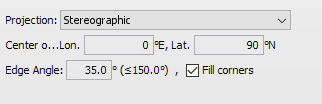 Projection: Stereographic
Center o...Lon. 0 °E, Lat. 90 °N
Edge Angle: 35.0 ° (≤150.0°) , Fill corners